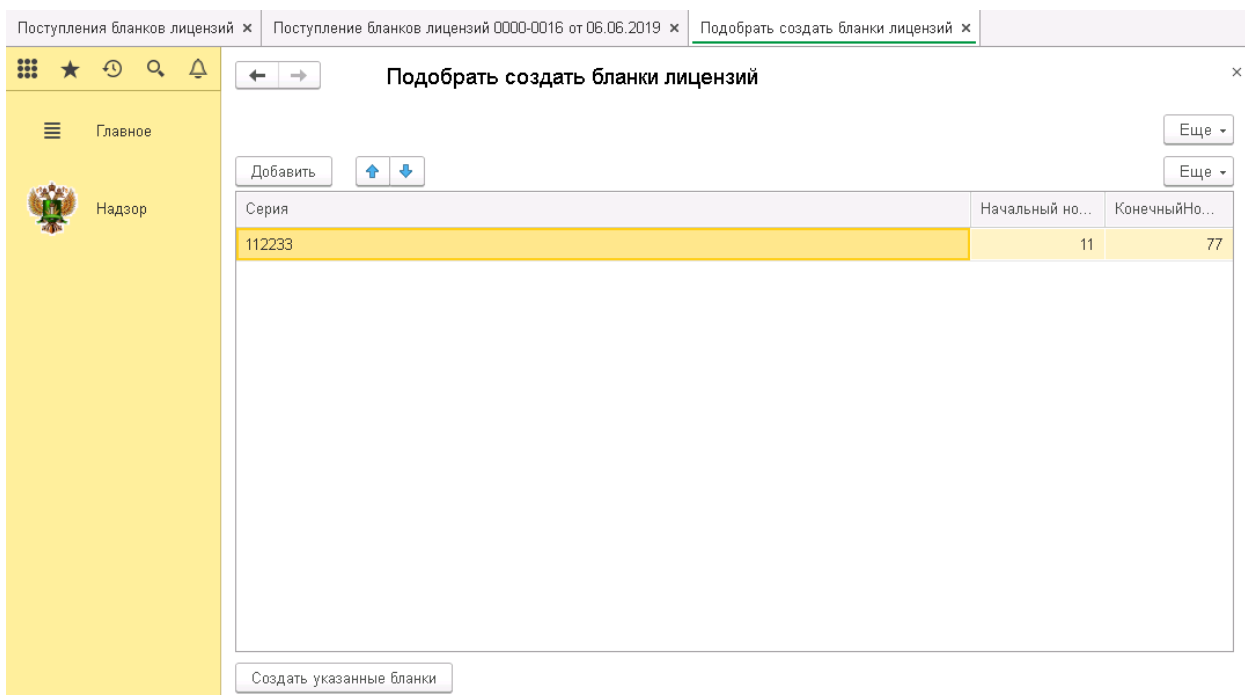 Поступления бланков лицензий × Поступление бланков лицензий 0000-0016 от 06.06.2019 × Подобрать создать бланки лицензий ×
Подобрать создать бланки лицензий
Главное
Еще
Добавить
Еще
Надзор
Серия Начальный но... КонечныйНо...
112233 11 77
Создать указанные бланки